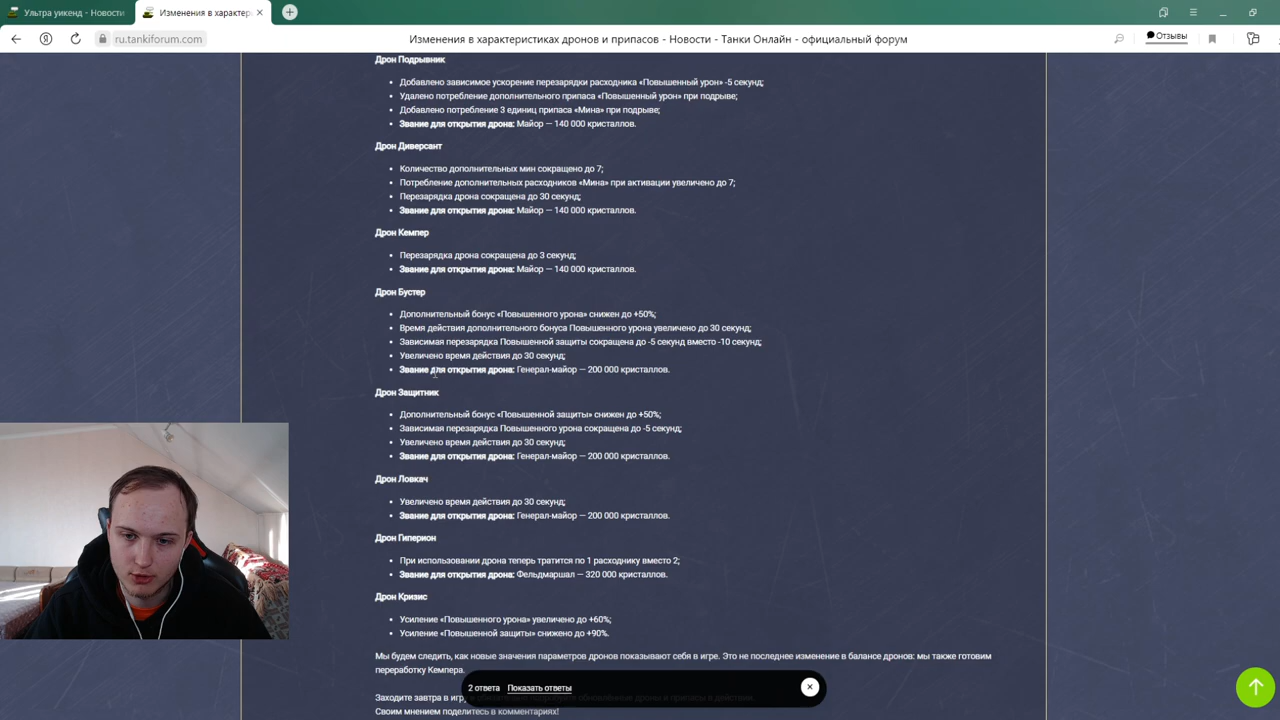 Ультра уикенд - Новости
Изменения в характер
ru.tankiforum.com
Изменения в характеристиках дронов и припасов - Новости - Танки Онлайн - официальный форум
Отзывы
Дрон Подрывник
Добавлено зависимое ускорение перезарядки расходника «Повышенный урон» -5 секунд;
Удалено потребление дополнительного припаса «Повышенный урон» при подрыве;
Добавлено потребление 3 единиц припаса «Мина» при подрыве;
Звание для открытия дрона: Майор — 140 000 кристаллов.
Дрон Диверсант
Количество дополнительных мин сокращено до 7;
Потребление дополнительных расходников «Мина» при активации увеличено до 7;
Перезарядка дрона сокращена до 30 секунд;
Звание для открытия дрона: Майор — 140 000 кристаллов.
Дрон Кемпер
Перезарядка дрона сокращена до 3 секунд;
Звание для открытия дрона: Майор — 140 000 кристаллов.
Дрон Бустер
Дополнительный бонус «Повышенного урона» снижен до +50%;
Время действия дополнительного бонуса Повышенного урона увеличено до 30 секунд;
Зависимая перезарядка Повышенной защиты сокращена до -5 секунд вместо -10 секунд;
Увеличено время действия до 30 секунд;
Звание для открытия дрона: Генерал-майор — 200 000 кристаллов.
Дрон Защитник
Дополнительный бонус «Повышенной защиты» снижен до +50%;
Зависимая перезарядка Повышенного урона сокращена до -5 секунд;
Увеличено время действия до 30 секунд;
Звание для открытия дрона: Генерал-майор — 200 000 кристаллов.
Дрон Ловкач
Увеличено время действия до 30 секунд;
Звание для открытия дрона: Генерал-майор — 200 000 кристаллов.
Дрон Гиперион
При использовании дрона теперь тратится по 1 расходнику вместо 2;
Звание для открытия дрона: Фельдмаршал — 320 000 кристаллов.
Дрон Кризис
Усиление «Повышенного урона» увеличено до +60%;
Усиление «Повышенной защиты» снижено до +90%.
Мы будем следить, как новые значения параметров дронов показывают себя в игре. Это не последнее изменение в балансе дронов: мы также готовим
переработку Кемпера.
2 ответа Показать ответы
Заходите завтра в игру
Своим мнением поделитесь в комментариях!